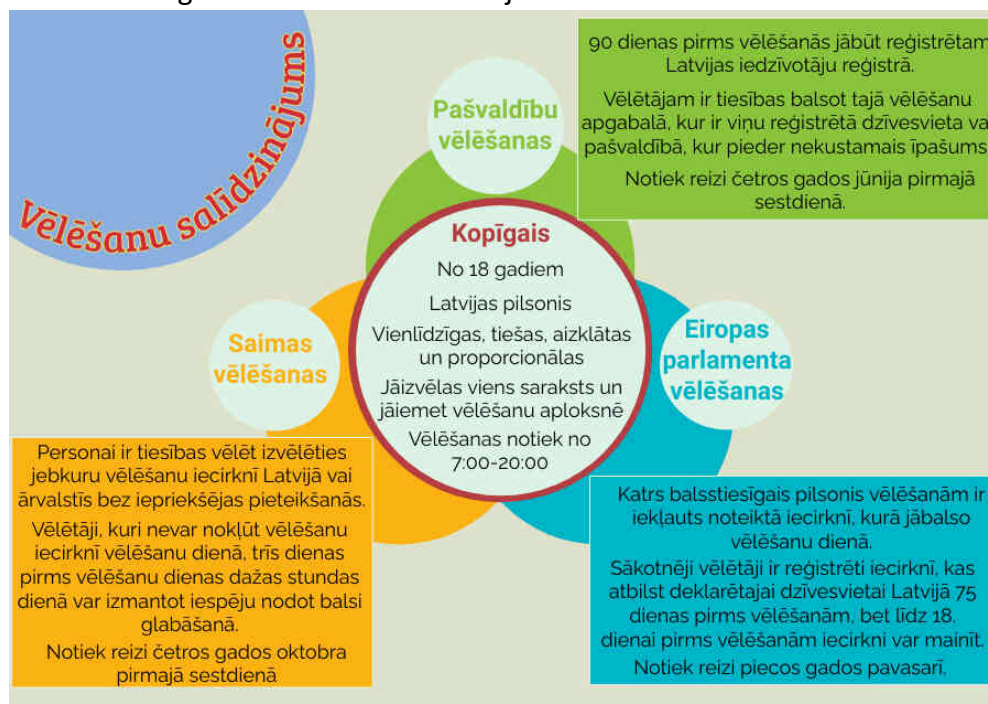 Vēlēšanu salīdzinājums
Pašvaldību
vēlēšanas
90 dienas pirms vēlēšanās jābūt reģistrētam
Latvijas iedzīvotāju reģistrā.
Vēlētājam ir tiesības balsot tajā vēlēšanu
apgabalā, kur ir viņu reģistrētā dzīvesvieta va
pašvaldībā, kur pieder nekustamais īpašums
Notiek reizi četros gados jūnija pirmajā
sestdienā.
Kopīgais
No 18 gadiem
Latvijas pilsonis
Vienlīdzīgas, tiešas, aizklātas
un proporcionālas
Jāizvēlas viens saraksts un
jāiemet vēlēšanu aploksnē
Vēlēšanas notiek no
7:00-20:00
Saimas
vēlēšanas
Personai ir tiesības vēlēt izvēlēties
jebkuru vēlēšanu iecirknī Latvijā vai
ārvalstīs bez iepriekšējas pieteikšanās.
Vēlētāji, kuri nevar nokļūt vēlēšanu
iecirknī vēlēšanu dienā, trīs dienas
pirms vēlēšanu dienas dažas stundas
dienā var izmantot iespēju nodot balsi
glabāšanā.
Notiek reizi četros gados oktobra
pirmajā sestdienā
Eiropas
parlamenta
vēlēšanas
Katrs balsstiesīgais pilsonis vēlēšanām ir
iekļauts noteiktā iecirknī, kurā jābalso
vēlēšanu dienā.
Sākotnēji vēlētāji ir reģistrēti iecirknī, kas
atbilst deklarētajai dzīvesvietai Latvijā 75
dienas pirms vēlēšanām, bet līdz 18.
dienai pirms vēlēšanām iecirkni var mainīt.
Notiek reizi piecos gados pavasarī.